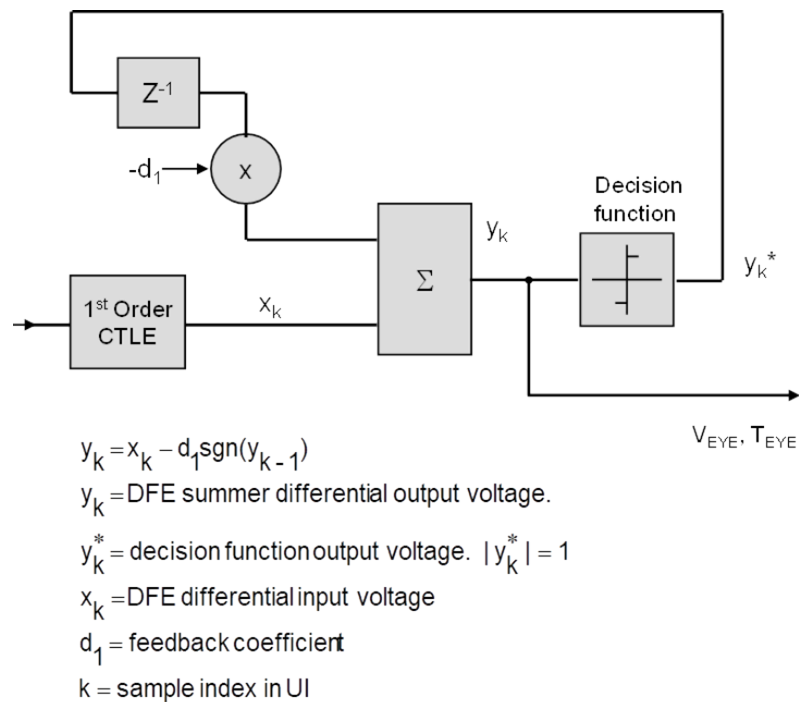 Z⁻¹
-d₁
x
Decision
function
yₖ
Σ
yₖ*
1ˢᵗ Order
CTLE
xₖ
V_EYE, T_EYE
yₖ = xₖ − d₁sgn(yₖ₋₁)
yₖ = DFE summer differential output voltage.
yₖ* = decision function output voltage. |yₖ*| = 1
xₖ = DFE differential input voltage
d₁ = feedback coefficient
k = sample index in UI